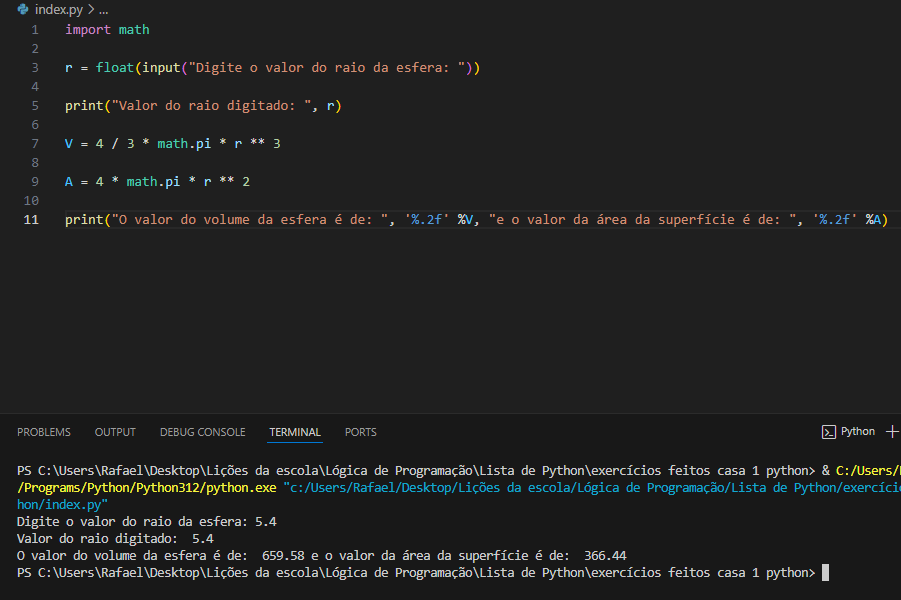 index.py > ...
1 import math
2
3 r = float(input("Digite o valor do raio da esfera: "))
4
5 print("Valor do raio digitado: ", r)
6
7 V = 4 / 3 * math.pi * r ** 3
8
9 A = 4 * math.pi * r ** 2
10
11 print("O valor do volume da esfera é de: ", '%.2f' %V, "e o valor da área da superfície é de: ", '%.2f' %A)
PROBLEMS OUTPUT DEBUG CONSOLE TERMINAL PORTS Python
PS C:\Users\Rafael\Desktop\Lições da escola\Lógica de Programação\Lista de Python\exercícios feitos casa 1 python> & C:/Users/
/Programs/Python/Python312/python.exe "c:/Users/Rafael/Desktop/Lições da escola/Lógica de Programação/Lista de Python/exercíci
hon/index.py"
Digite o valor do raio da esfera: 5.4
Valor do raio digitado:  5.4
O valor do volume da esfera é de:  659.58 e o valor da área da superfície é de:  366.44
PS C:\Users\Rafael\Desktop\Lições da escola\Lógica de Programação\Lista de Python\exercícios feitos casa 1 python>